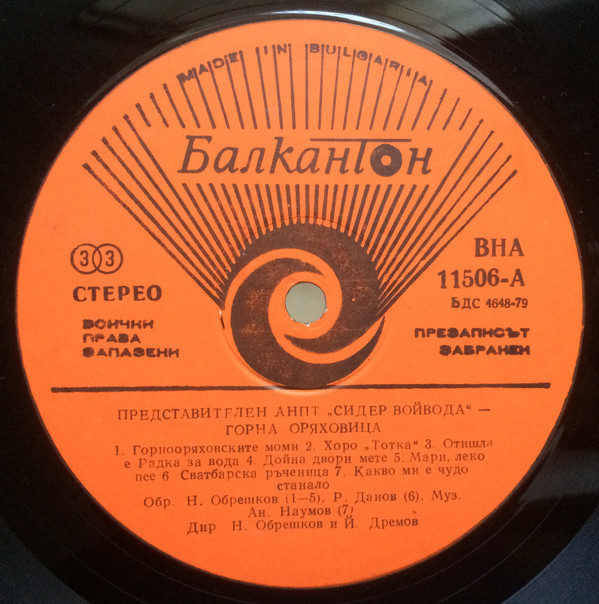 MADE IN BULGARIA
Балкантон
33
СТЕРЕО
ВСИЧКИ
ПРАВА
ЗАПАЗЕНИ
ВНА
11506-А
БДС 4648-79
ПРЕЗАПИСЪТ
ЗАБРАНЕН
ПРЕДСТАВИТЕЛЕН АНПТ „СИДЕР ВОЙВОДА“ —
ГОРНА ОРЯХОВИЦА
1. Горнооряховските моми 2. Хоро „Тотка“ 3. Отишла
е Радка за вода 4. Дойна двори мете 5. Мари, леко
пее 6 Сватбарска ръченица 7. Какво ми е чудо
станало
Обр. Н. Обрешков (1—5), Р. Данов (6). Муз.
Ан. Наумов (7)
Дир. Н. Обрешков и Й. Дремов